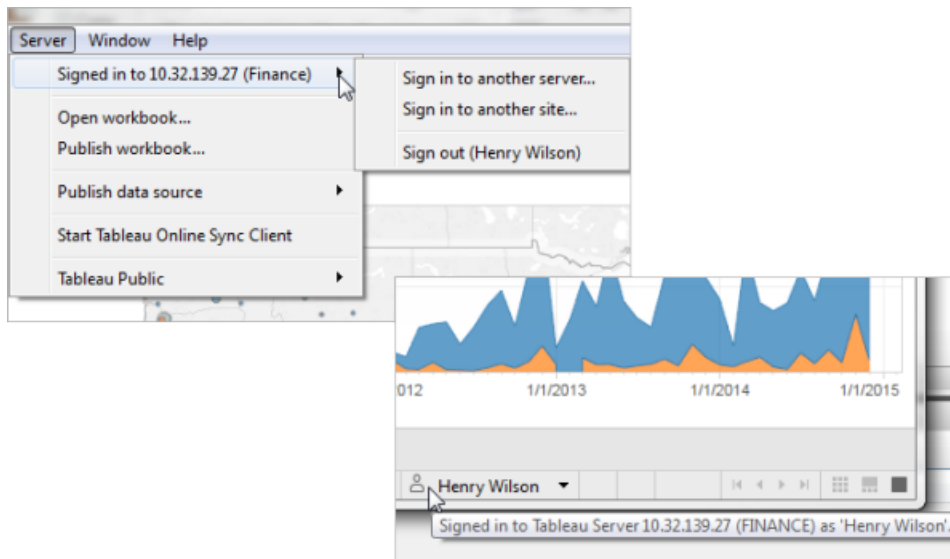 Server Window Help
Signed in to 10.32.139.27 (Finance)
Sign in to another server...
Sign in to another site...
Open workbook...
Publish workbook...
Sign out (Henry Wilson)
Publish data source
Start Tableau Online Sync Client
Tableau Public
012 1/1/2013 1/1/2014 1/1/2015
Henry Wilson
Signed in to Tableau Server 10.32.139.27 (FINANCE) as 'Henry Wilson'.